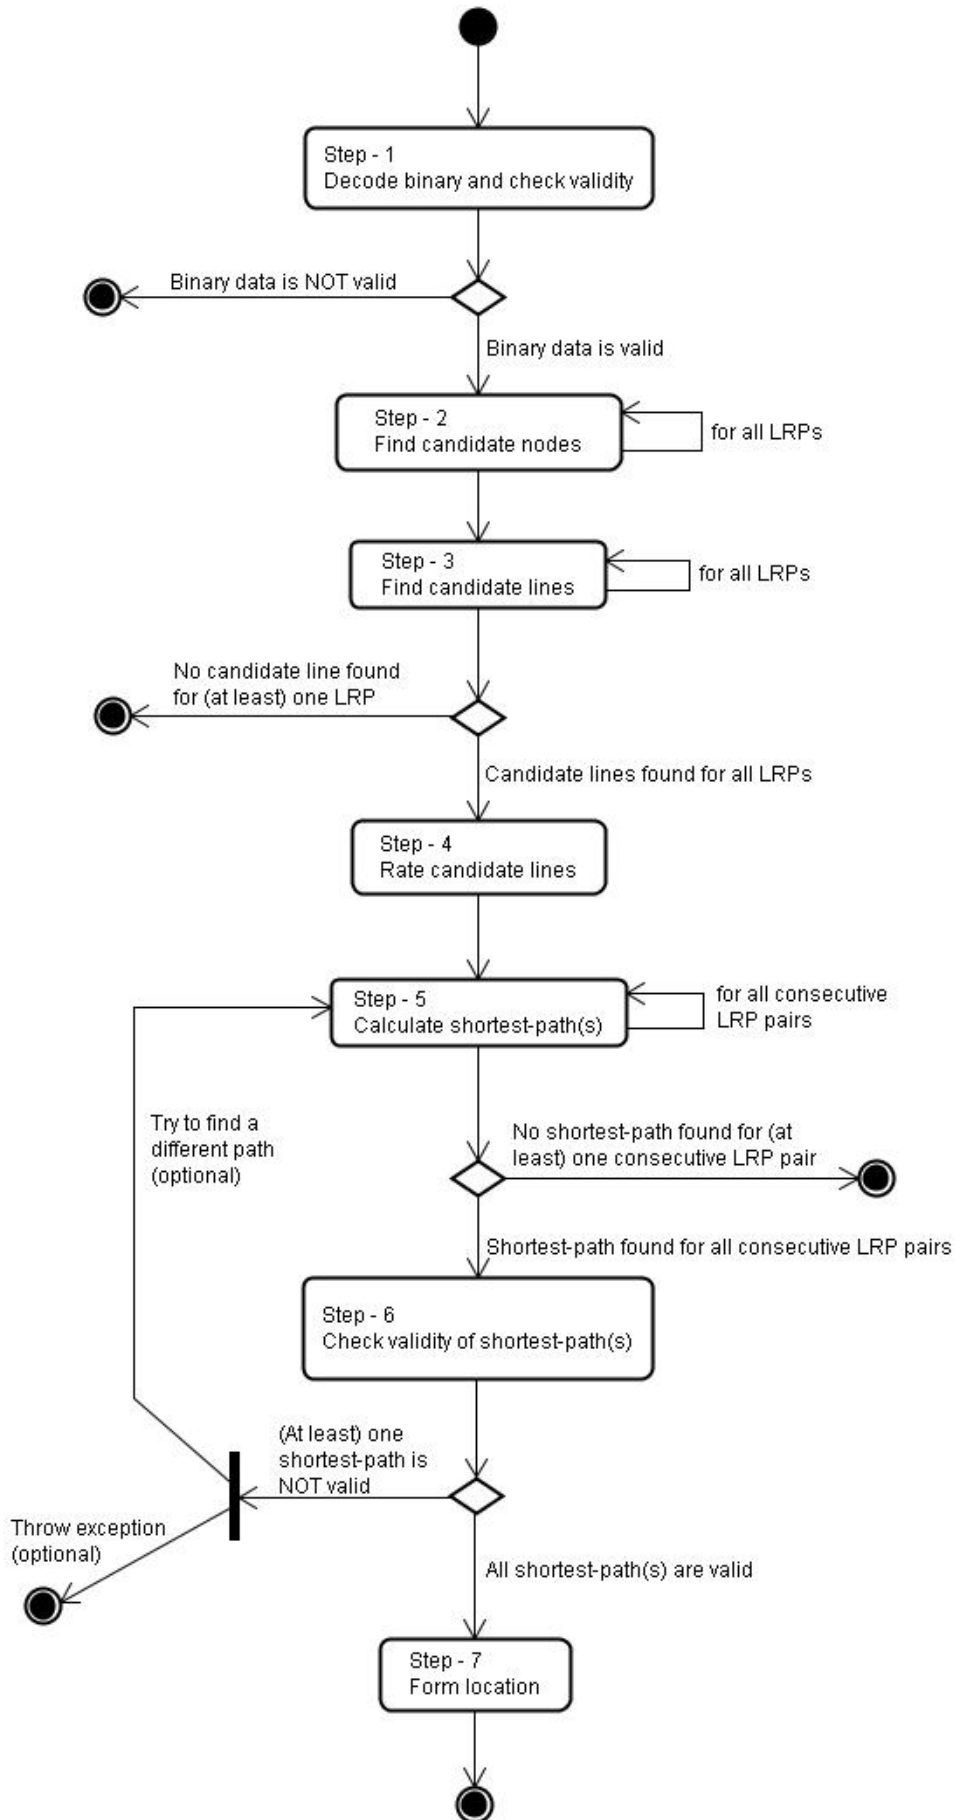 Step - 1
Decode binary and check validity
Binary data is NOT valid
Binary data is valid
Step - 2
Find candidate nodes
for all LRPs
Step - 3
Find candidate lines
for all LRPs
No candidate line found
for (at least) one LRP
Candidate lines found for all LRPs
Step - 4
Rate candidate lines
Step - 5
Calculate shortest-path(s)
for all consecutive
LRP pairs
Try to find a
different path
(optional)
No shortest-path found for (at
least) one consecutive LRP pair
Shortest-path found for all consecutive LRP pairs
Step - 6
Check validity of shortest-path(s)
(At least) one
shortest-path is
NOT valid
Throw exception
(optional)
All shortest-path(s) are valid
Step - 7
Form location